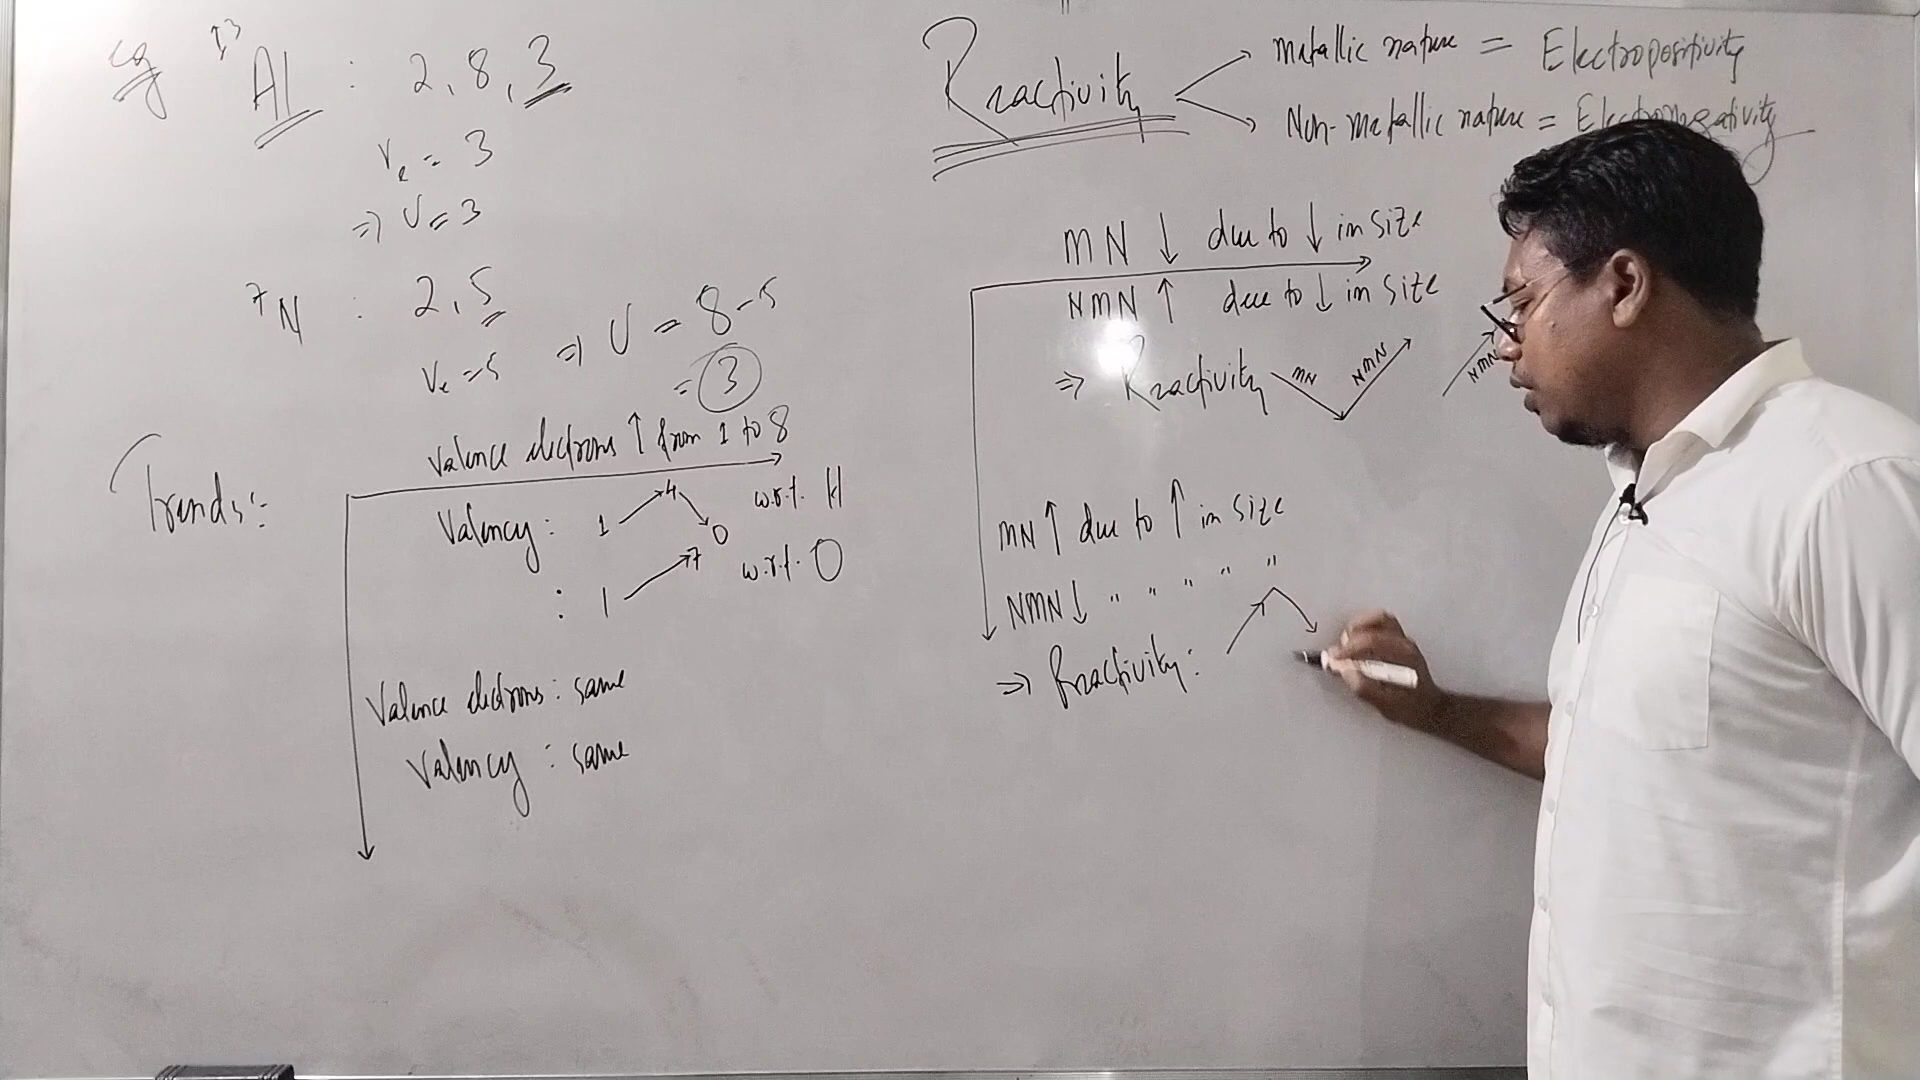 eg 13Al : 2, 8, 3
Ve = 3
=> V = 3
7N : 2, 5
Ve = 5 => V = 8-5
= 3
Trends :-
Valence electrons ↑ from 1 to 8
Valency : 1 → 4 → 0 w.r.t. H
: 1 → 7 w.r.t. O
Valence electrons : same
Valency : same
Reactivity
Metallic nature = Electropositivity
Non-metallic nature = Electronegativity
MN ↓ due to ↓ in size
NMN ↑ due to ↓ in size
=> Reactivity MN NMN
NMN
MN ↑ due to ↑ in size
NMN ↓ " " " " "
=> Reactivity :